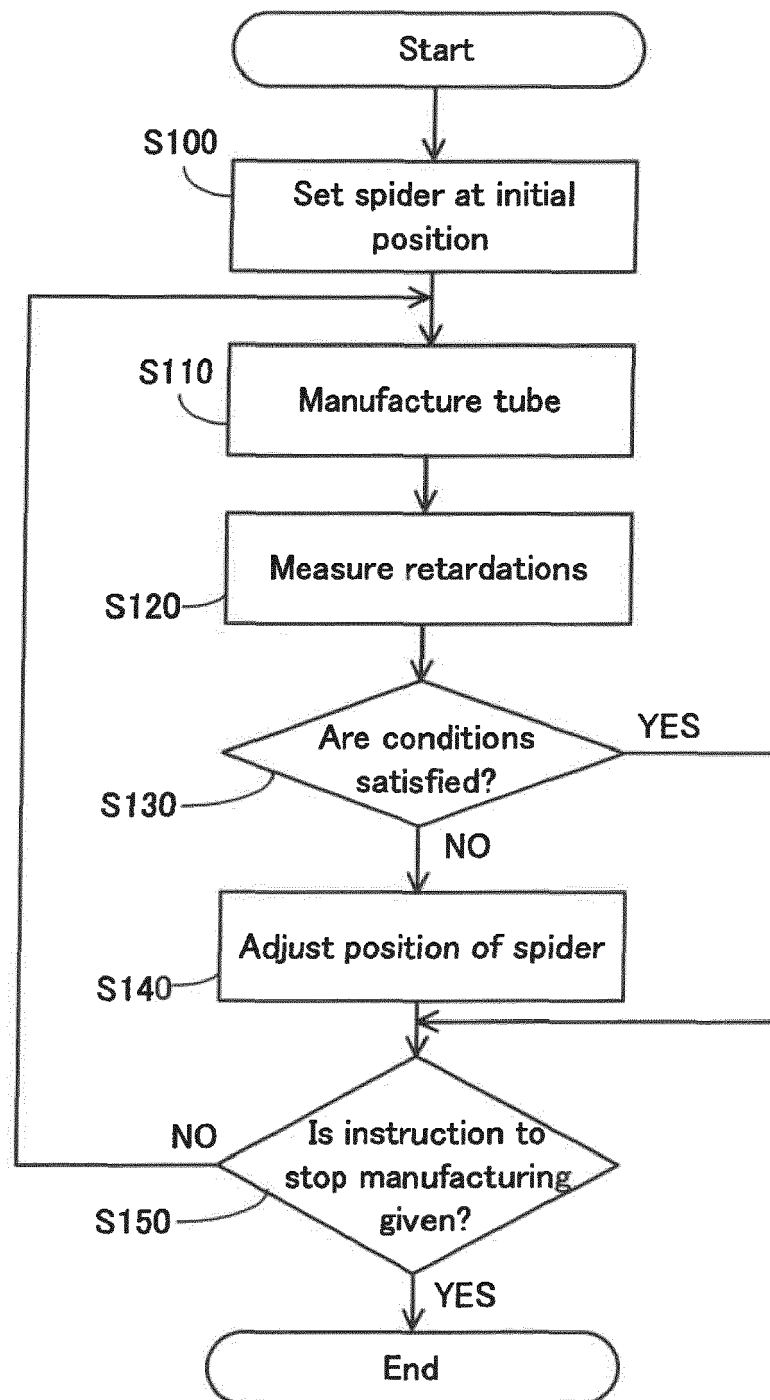 Start
S100
Set spider at initial
position
S110
Manufacture tube
Measure retardations
S120
YES
Are conditions
satisfied?
S130
NO
Adjust position of spider
S140
NO
Is instruction to
stop manufacturing
given?
S150
YES
End